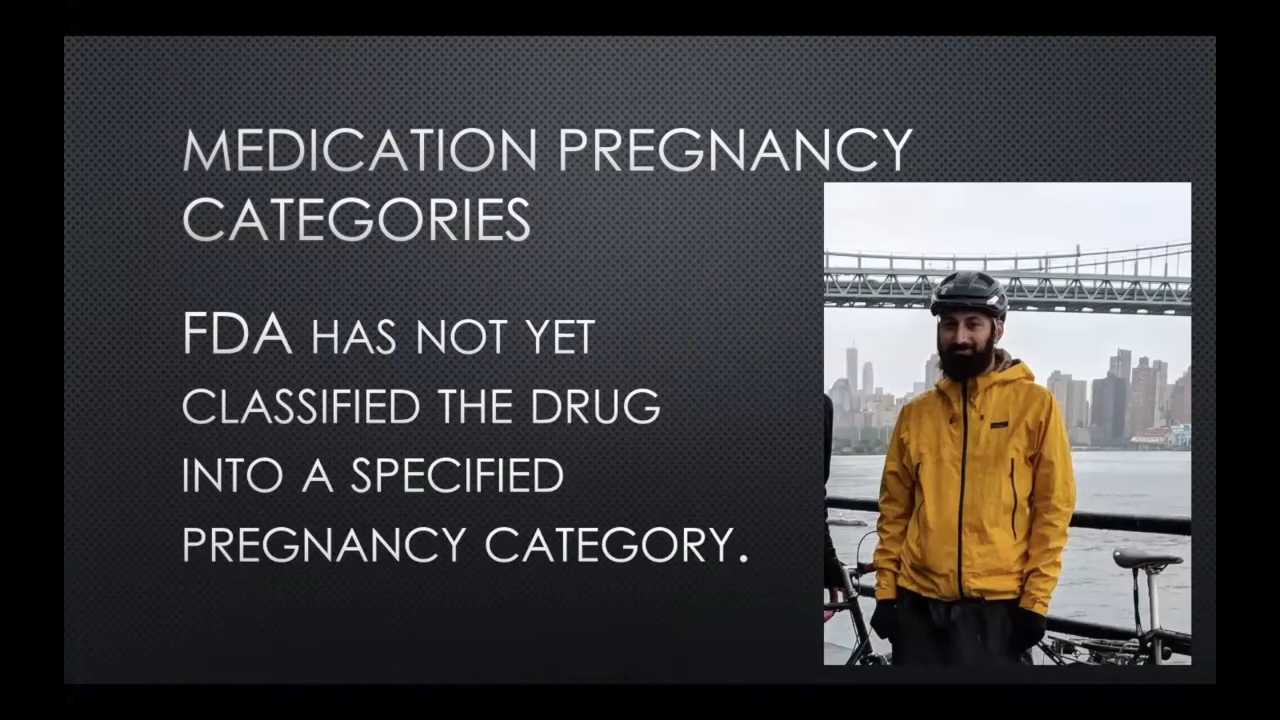 MEDICATION PREGNANCY
CATEGORIES
FDA HAS NOT YET
CLASSIFIED THE DRUG
INTO A SPECIFIED
PREGNANCY CATEGORY.